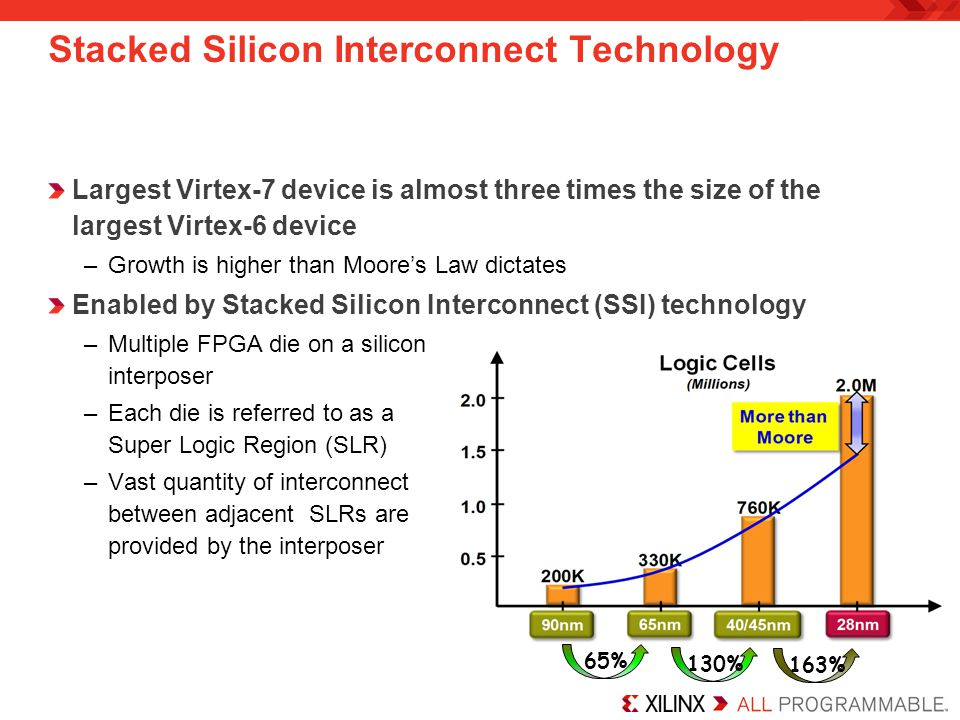 Stacked Silicon Interconnect Technology
Largest Virtex-7 device is almost three times the size of the
largest Virtex-6 device
– Growth is higher than Moore’s Law dictates
Enabled by Stacked Silicon Interconnect (SSI) technology
– Multiple FPGA die on a silicon
interposer
– Each die is referred to as a
Super Logic Region (SLR)
– Vast quantity of interconnect
between adjacent  SLRs are
provided by the interposer
Logic Cells
(Millions)
2.0M
2.0
More than
Moore
1.5
1.0
760K
0.5
330K
200K
90nm
65nm
40/45nm
28nm
65%
130%
163%
XILINX ALL PROGRAMMABLE.